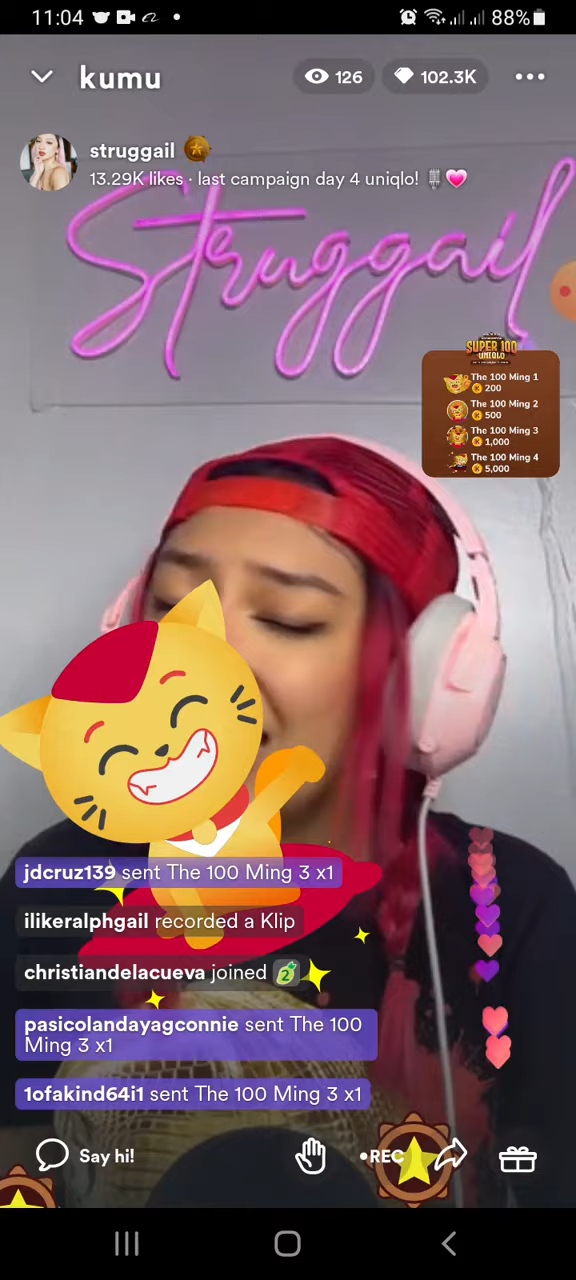 11:04
88%
kumu
126
102.3K
struggail
13.29K likes · last campaign day 4 uniqlo!
Struggail
SUPER 100
UNIQLO
The 100 Ming 1
200
The 100 Ming 2
500
The 100 Ming 3
1,000
The 100 Ming 4
5,000
jdcruz139 sent The 100 Ming 3 x1
ilikeralphgail recorded a Klip
christiandelacueva joined 2
pasicolandayagconnie sent The 100
Ming 3 x1
1ofakind64i1 sent The 100 Ming 3 x1
Say hi!
•REC